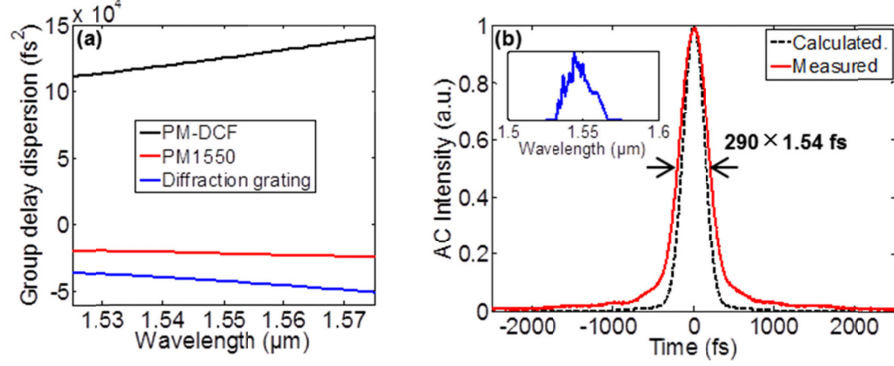 15 x 10⁴
(a)
10
5
0
-5
Group delay dispersion (fs²)
PM-DCF
PM1550
Diffraction grating
1.53 1.54 1.55 1.56 1.57
Wavelength (µm)
1
0.8
0.6
0.4
0.2
0
AC Intensity (a.u.)
(b)
1.5 1.55 1.6
Wavelength (µm)
Calculated.
Measured
290 × 1.54 fs
-2000 -1000 0 1000 2000
Time (fs)